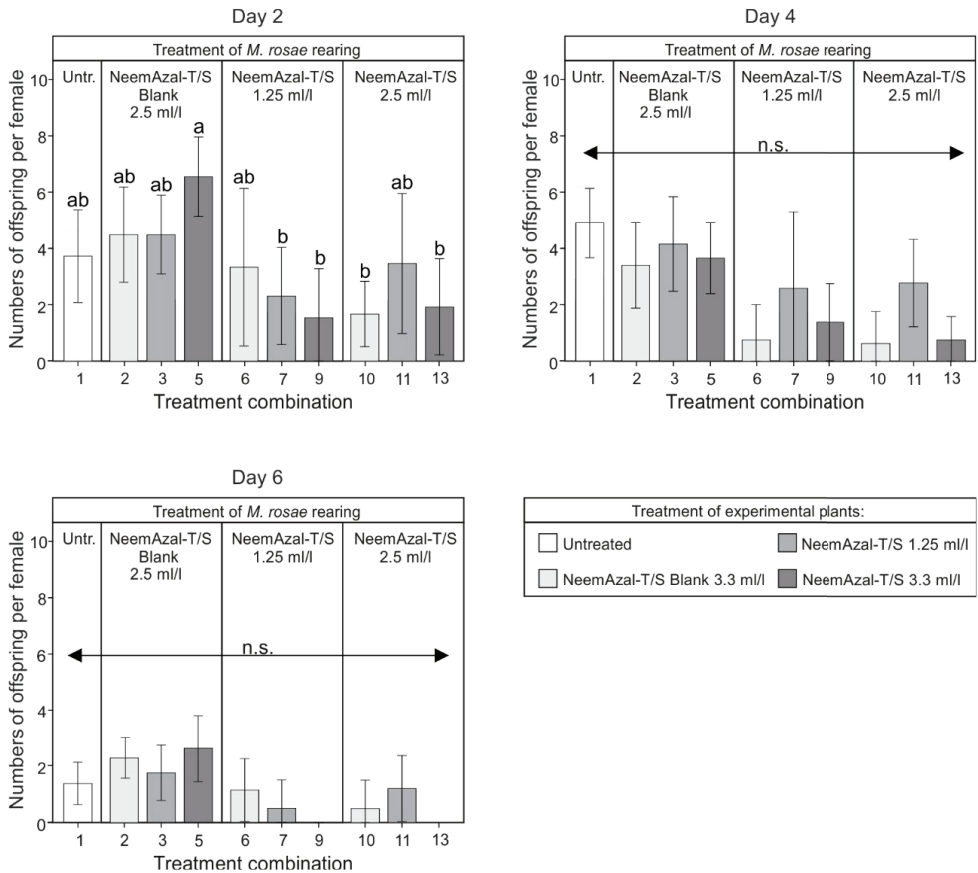 Day 2
Treatment of M. rosae rearing
Untr.
NeemAzal-T/S
Blank
2.5 ml/l
NeemAzal-T/S
1.25 ml/l
NeemAzal-T/S
2.5 ml/l
Numbers of offspring per female
10
8
6
4
2
0
ab
ab
ab
a
ab
b
b
b
ab
b
1 2 3 5 6 7 9 10 11 13
Treatment combination
Day 4
Treatment of M. rosae rearing
Untr.
NeemAzal-T/S
Blank
2.5 ml/l
NeemAzal-T/S
1.25 ml/l
NeemAzal-T/S
2.5 ml/l
Numbers of offspring per female
10
8
6
4
2
0
n.s.
1 2 3 5 6 7 9 10 11 13
Treatment combination
Day 6
Treatment of M. rosae rearing
Untr.
NeemAzal-T/S
Blank
2.5 ml/l
NeemAzal-T/S
1.25 ml/l
NeemAzal-T/S
2.5 ml/l
Numbers of offspring per female
10
8
6
4
2
0
n.s.
1 2 3 5 6 7 9 10 11 13
Treatment combination
Treatment of experimental plants:
Untreated
NeemAzal-T/S 1.25 ml/l
NeemAzal-T/S Blank 3.3 ml/l
NeemAzal-T/S 3.3 ml/l